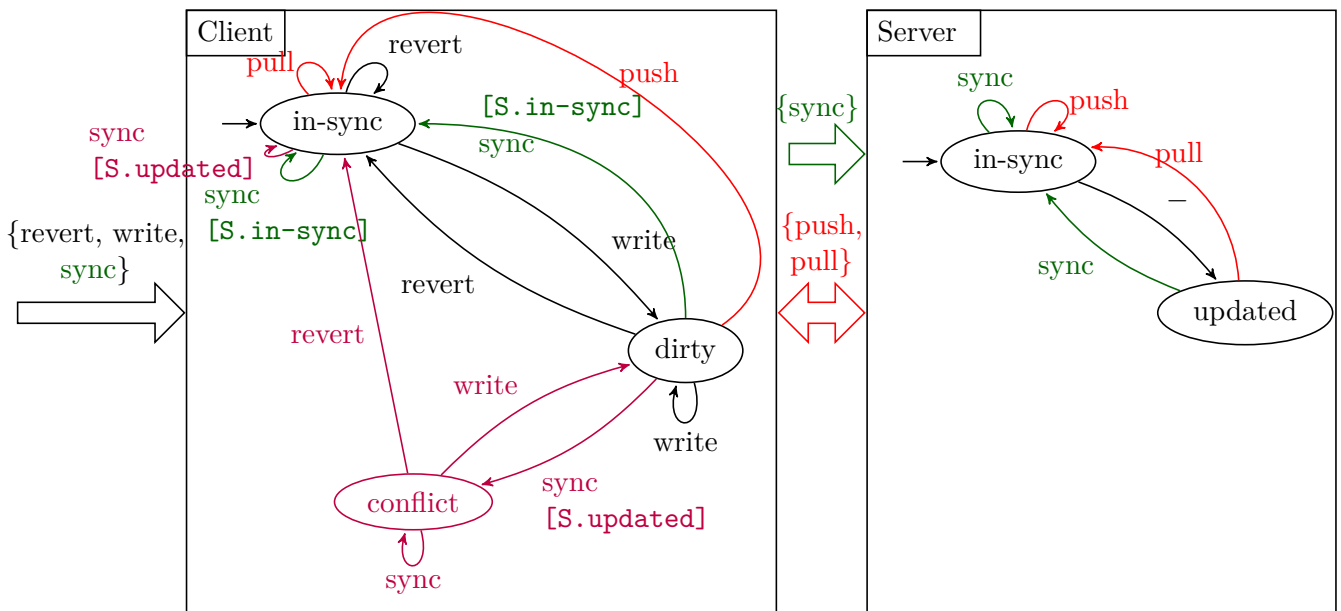 Client
Server
revert
pull
push
[S.in-sync]
{sync}
sync
push
in-sync
sync
[S.updated]
sync
in-sync
pull
sync
[S.in-sync]
–
{revert, write,
sync}
write
{push,
pull}
sync
revert
updated
revert
dirty
write
write
conflict
sync
[S.updated]
sync